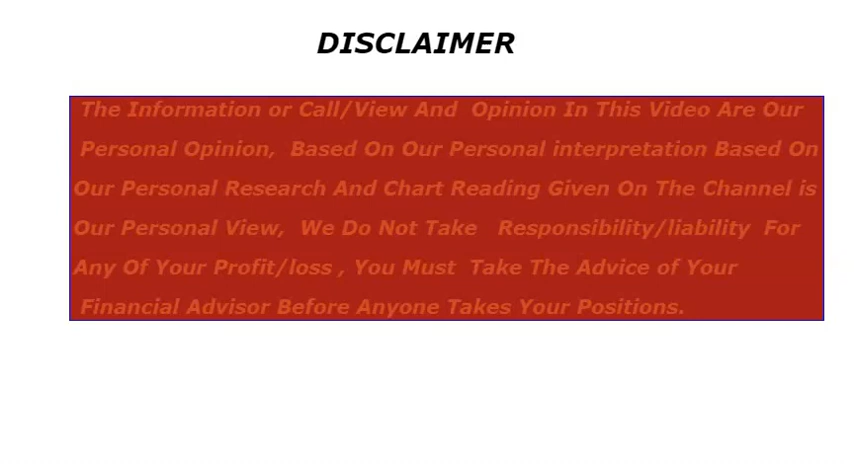 DISCLAIMER
The Information or Call/View And Opinion In This Video Are Our
Personal Opinion, Based On Our Personal interpretation Based On
Our Personal Research And Chart Reading Given On The Channel is
Our Personal View, We Do Not Take Responsibility/liability For
Any Of Your Profit/loss , You Must Take The Advice of Your
Financial Advisor Before Anyone Takes Your Positions.